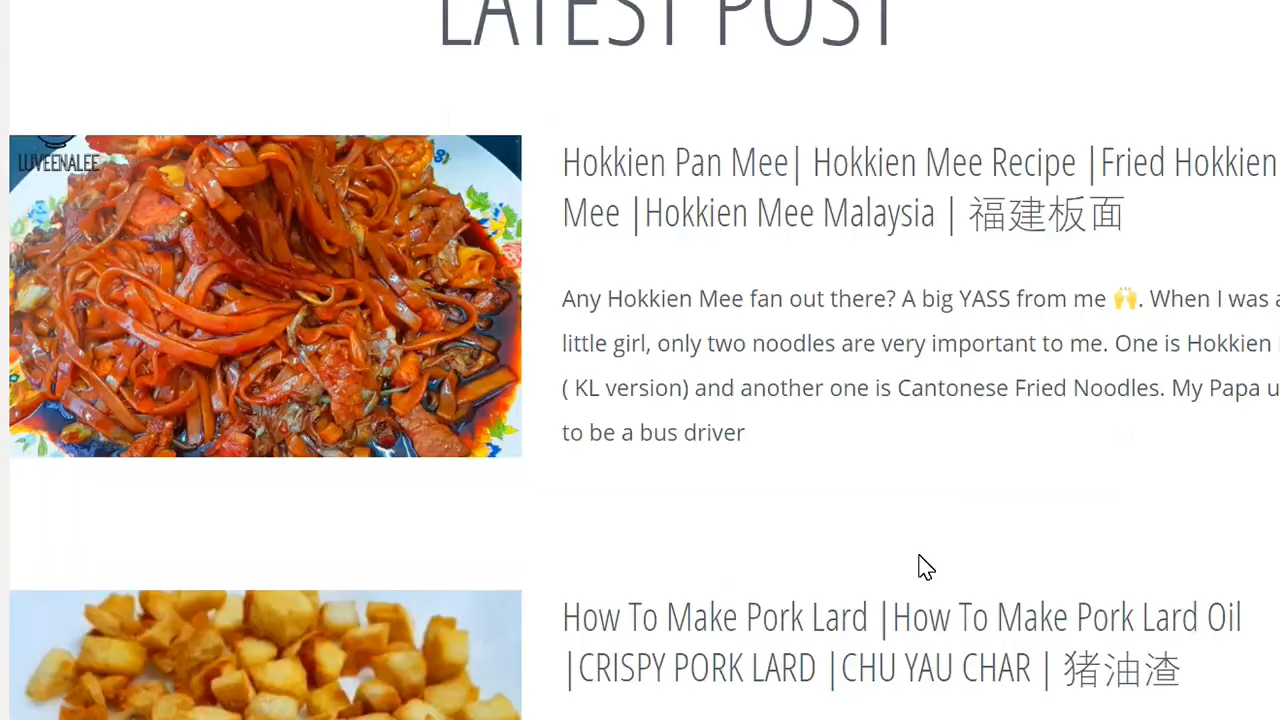 LATEST POST
LUVEENALEE
Hokkien Pan Mee| Hokkien Mee Recipe |Fried Hokkien
Mee |Hokkien Mee Malaysia | 福建板面
Any Hokkien Mee fan out there? A big YASS from me 🙌. When I was a
little girl, only two noodles are very important to me. One is Hokkien
( KL version) and another one is Cantonese Fried Noodles. My Papa
to be a bus driver
How To Make Pork Lard |How To Make Pork Lard Oil
|CRISPY PORK LARD |CHU YAU CHAR | 猪油渣